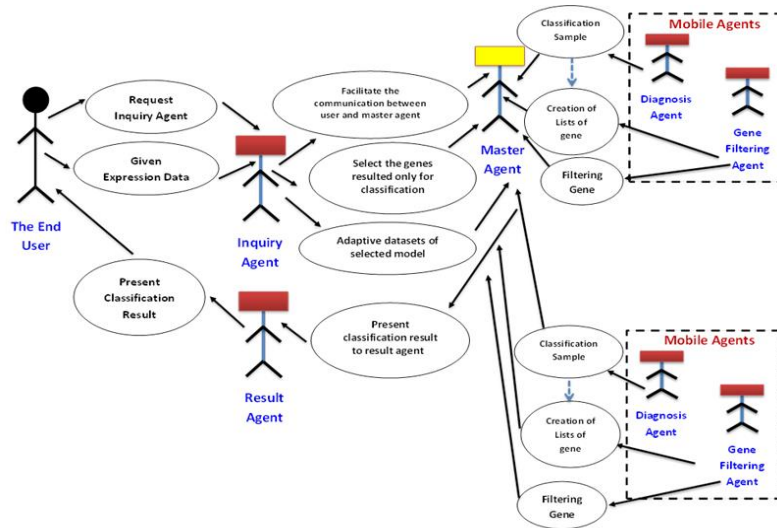 Classification
Sample
Mobile Agents
Diagnosis
Agent
Gene
Filtering
Agent
Creation of
Lists of
gene
Filtering
Gene
Facilitate the
communication between
user and master agent
Master
Agent
Request
Inquiry Agent
Given
Expression Data
Select the genes
resulted only for
classification
The End
User
Inquiry
Agent
Adaptive datasets of
selected model
Present
Classification
Result
Result
Agent
Present
classification result
to result agent
Classification
Sample
Mobile Agents
Diagnosis
Agent
Gene
Filtering
Agent
Creation of
Lists of
gene
Filtering
Gene